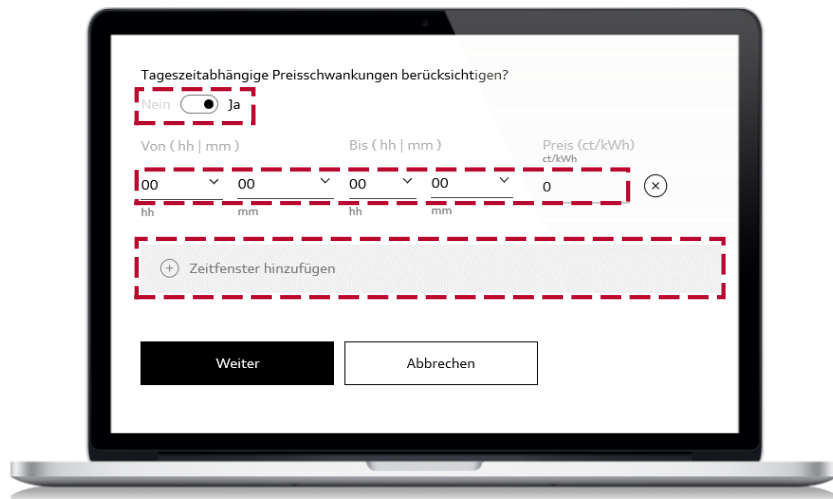 Tageszeitabhängige Preisschwankungen berücksichtigen?
Nein Ja
Von ( hh | mm ) Bis ( hh | mm ) Preis (ct/kWh)
ct/kWh
00 00 00 00 0
hh mm hh mm
Zeitfenster hinzufügen
Weiter Abbrechen